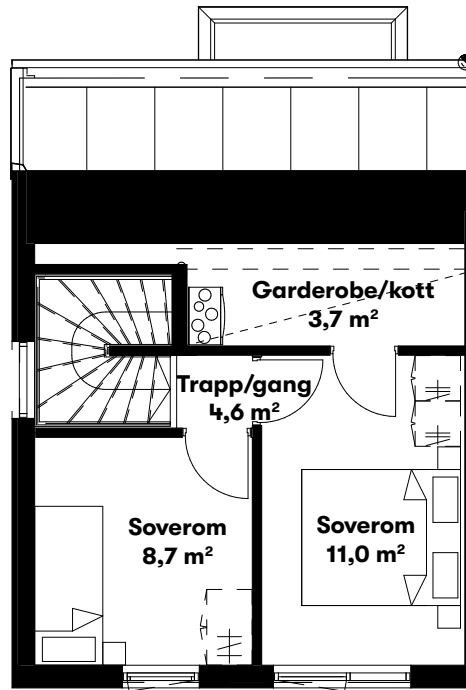 Garderobe/kott
3,7 m²
Trapp/gang
4,6 m²
Soverom
8,7 m²
Soverom
11,0 m²